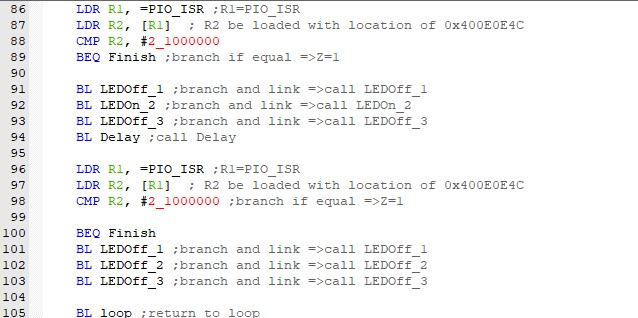 86 LDR R1, =PIO_ISR ;R1=PIO_ISR
87 LDR R2, [R1] ; R2 be loaded with location of 0x400E0E4C
88 CMP R2, #2_1000000
89 BEQ Finish ;branch if equal =>Z=1
90
91 BL LEDOff_1 ;branch and link =>call LEDOff_1
92 BL LEDOn_2 ;branch and link =>call LEDOn_2
93 BL LEDOff_3 ;branch and link =>call LEDOff_3
94 BL Delay ;call Delay
95
96 LDR R1, =PIO_ISR ;R1=PIO_ISR
97 LDR R2, [R1] ; R2 be loaded with location of 0x400E0E4C
98 CMP R2, #2_1000000 ;branch if equal =>Z=1
99
100 BEQ Finish
101 BL LEDOff_1 ;branch and link =>call LEDOff_1
102 BL LEDOff_2 ;branch and link =>call LEDOff_2
103 BL LEDOff_3 ;branch and link =>call LEDOff_3
104
105 BL loop ;return to loop